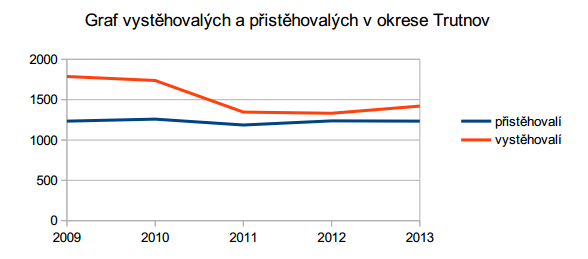 Graf vystěhovalých a přistěhovalých v okrese Trutnov
2000
1500
1000
500
0
2009 2010 2011 2012 2013
přistěhovalí
vystěhovalí